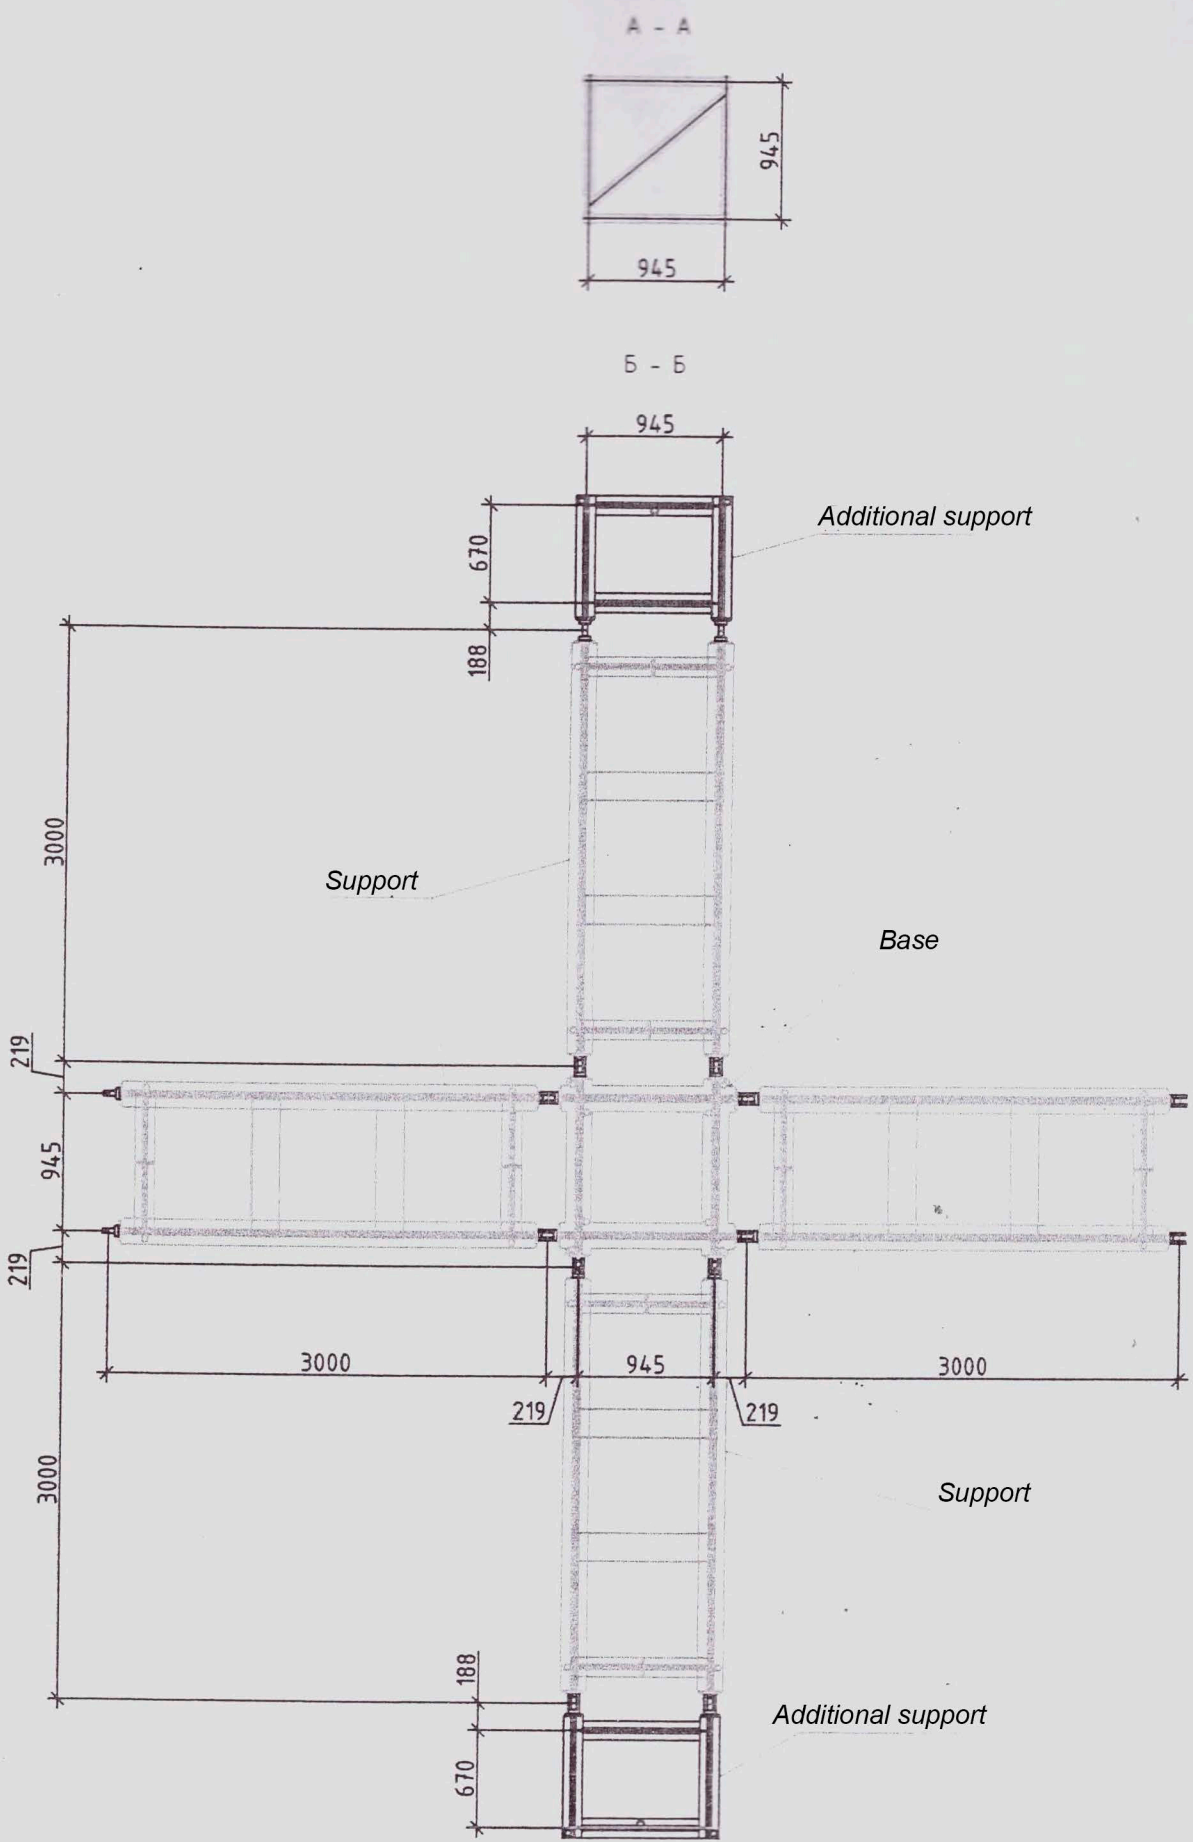 А - А
945
945
Б - Б
945
Additional support
670
188
3000
Support
Base
219
945
219
3000
945
3000
219
219
3000
Support
188
Additional support
670